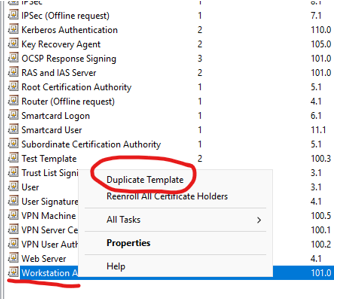 IPSec 1 8.1
IPSec (Offline request) 1 7.1
Kerberos Authentication 2 110.0
Key Recovery Agent 2 105.0
OCSP Response Signing 3 101.0
RAS and IAS Server 2 101.0
Root Certification Authority 1 5.1
Router (Offline request) 1 4.1
Smartcard Logon 1 6.1
Smartcard User 1 11.1
Subordinate Certification Authority 1 5.1
Test Template 2 100.3
Trust List Signi 3.1
Duplicate Template
User 3.1
Reenroll All Certificate Holders
User Signature 4.1
VPN Machine 100.5
All Tasks
VPN Server Ce 100.1
Properties
VPN User Auth 100.2
Web Server 4.1
Help
Workstation A 101.0